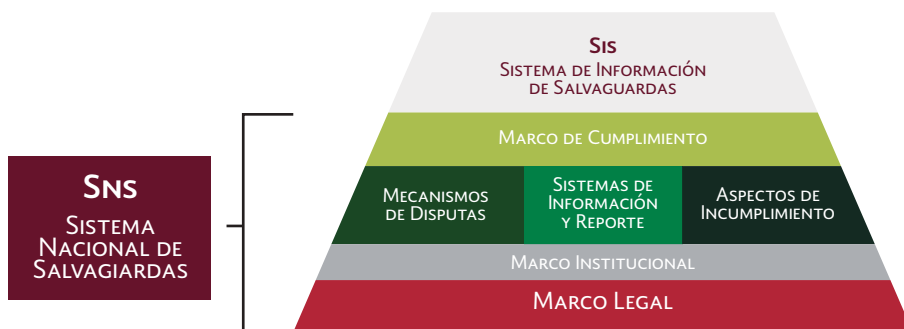 SIS
SISTEMA DE INFORMACIÓN
DE SALVAGUARDAS
MARCO DE CUMPLIMIENTO
SNS
SISTEMA
NACIONAL DE
SALVAGIARDAS
MECANISMOS
DE DISPUTAS
SISTEMAS DE
INFORMACIÓN
Y REPORTE
ASPECTOS DE
INCUMPLIMIENTO
MARCO INSTITUCIONAL
MARCO LEGAL